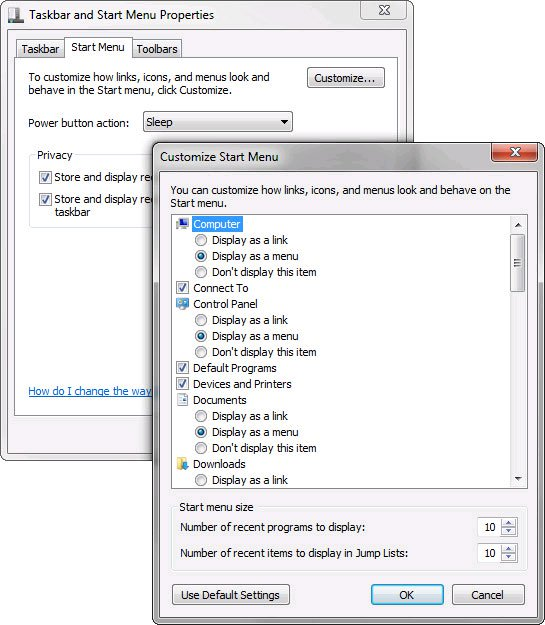 Taskbar and Start Menu Properties
Taskbar
Start Menu
Toolbars
To customize how links, icons, and menus look and
behave in the Start menu, click Customize.
Customize...
Power button action:
Sleep
Privacy
Store and display
Store and display
taskbar
How do I change the way
Customize Start Menu
You can customize how links, icons, and menus look and behave on the
Start menu.
Computer
Display as a link
Display as a menu
Don't display this item
Connect To
Control Panel
Display as a link
Display as a menu
Don't display this item
Default Programs
Devices and Printers
Documents
Display as a link
Display as a menu
Don't display this item
Downloads
Display as a link
Start menu size
Number of recent programs to display:
10
Number of recent items to display in Jump Lists:
10
Use Default Settings
OK
Cancel